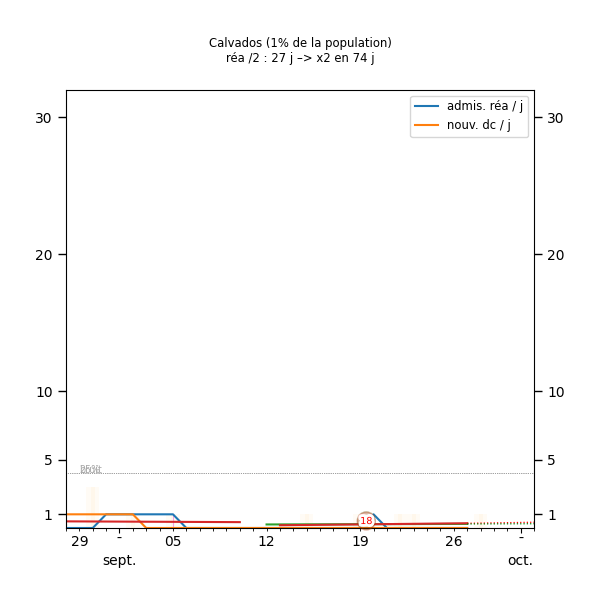 Calvados (1% de la population)
réa /2 : 27 j –> x2 en 74 j
admis. réa / j
nouv. dc / j
30 30
20 20
10 10
5 5
1 1
18
29 - 05 12 19 26 -
sept. oct.